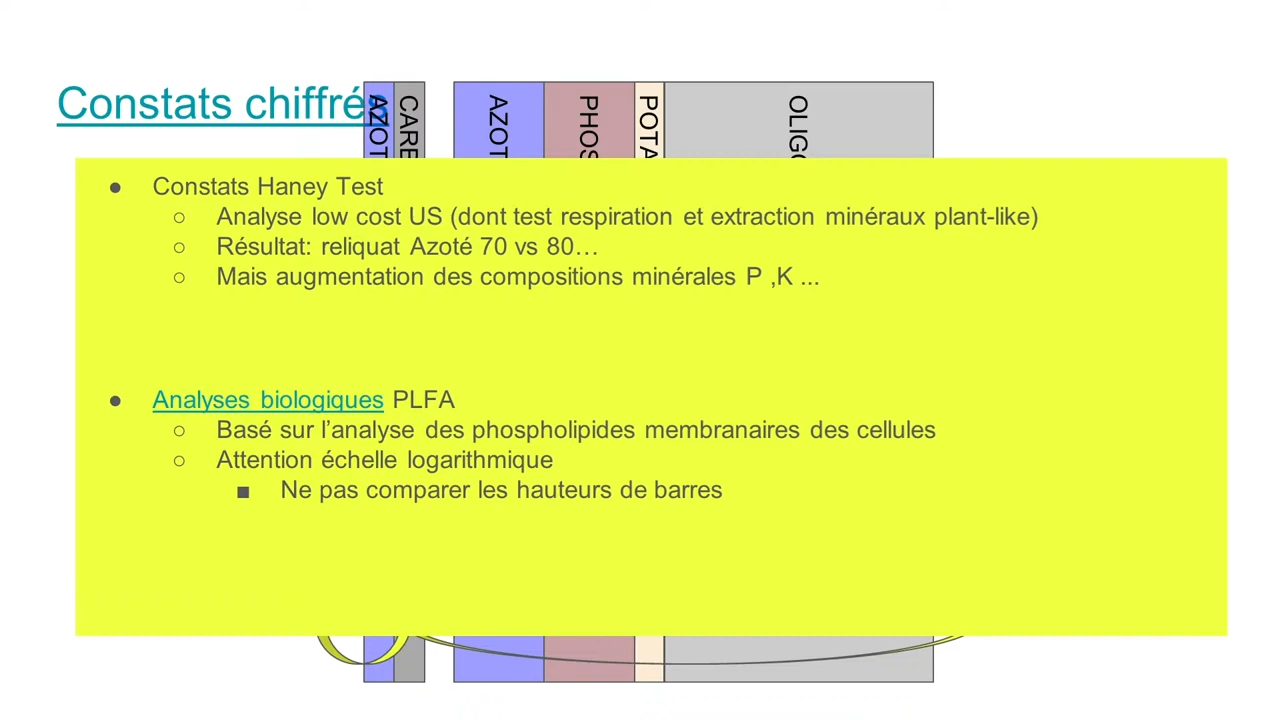 Constats chiffrés
AZOT
CARB
AZOT
PHOS
POTA
OLIGO
● Constats Haney Test
○ Analyse low cost US (dont test respiration et extraction minéraux plant-like)
○ Résultat: reliquat Azoté 70 vs 80…
○ Mais augmentation des compositions minérales P ,K ...
● Analyses biologiques PLFA
○ Basé sur l’analyse des phospholipides membranaires des cellules
○ Attention échelle logarithmique
■ Ne pas comparer les hauteurs de barres